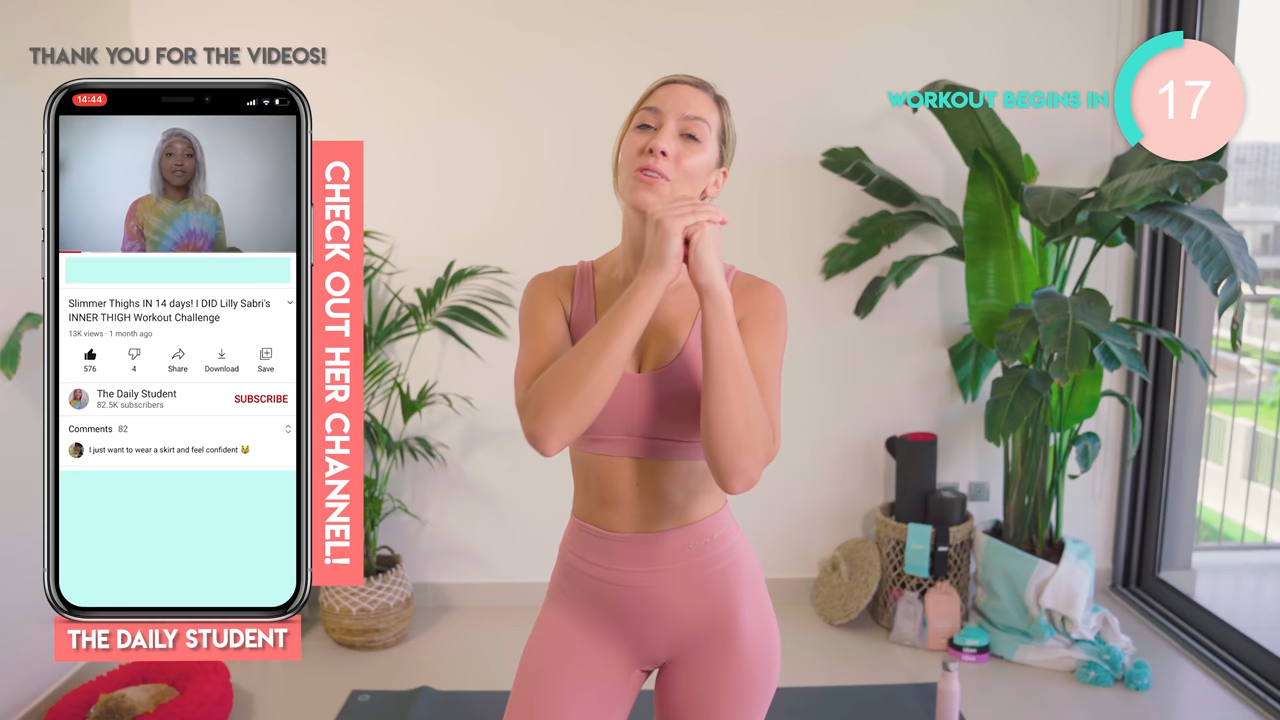 THANK YOU FOR THE VIDEOS!
14:44
Slimmer Thighs IN 14 days! I DID Lilly Sabri's
INNER THIGH Workout Challenge
13K views · 1 month ago
576
4
Share
Download
Save
The Daily Student
82.5K subscribers
SUBSCRIBE
Comments 82
I just want to wear a skirt and feel confident 😿
THE DAILY STUDENT
CHECK OUT HER CHANNEL!
WORKOUT BEGINS IN
17